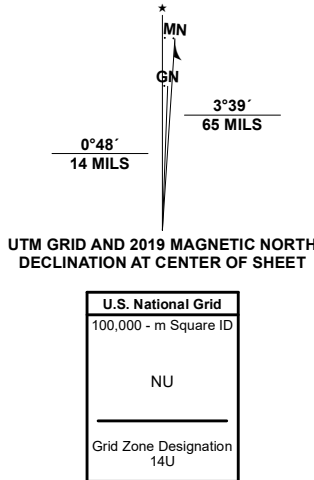 ★
MN
GN
3°39´
65 MILS
0°48´
14 MILS
UTM GRID AND 2019 MAGNETIC NORTH
DECLINATION AT CENTER OF SHEET
U.S. National Grid
100,000 - m Square ID
NU
Grid Zone Designation
14U